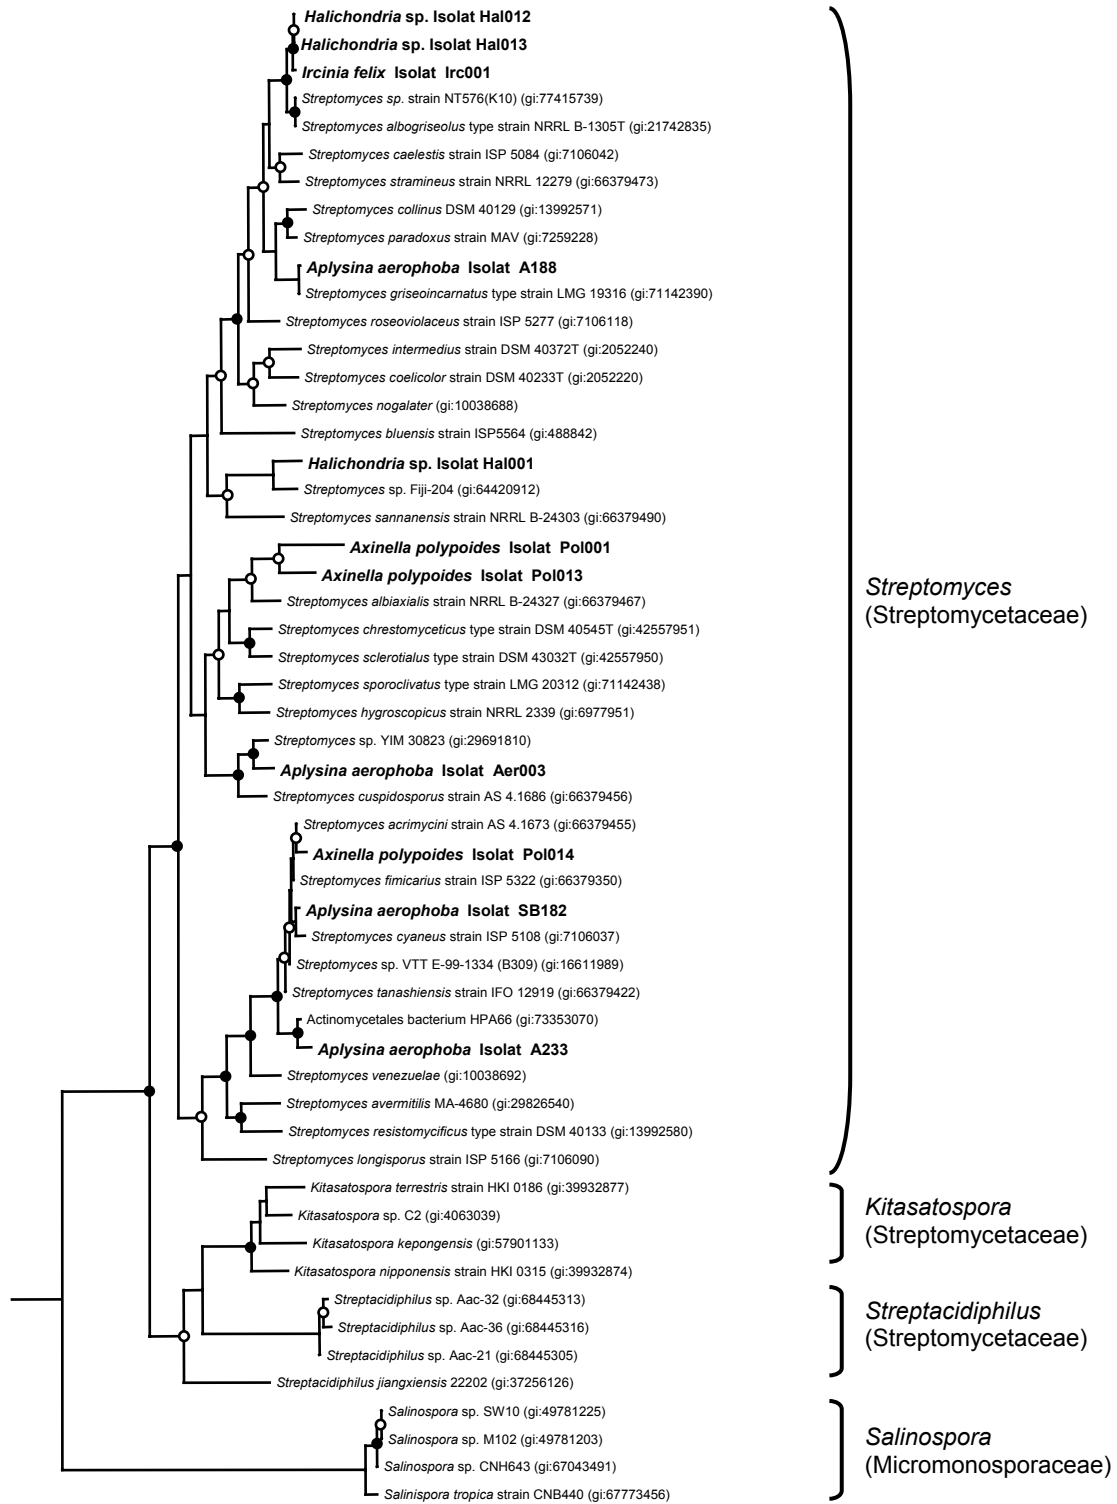 Halichondria sp. Isolat Hal012
Halichondria sp. Isolat Hal013
Ircinia felix Isolat Irc001
Streptomyces sp. strain NT576(K10) (gi:77415739)
Streptomyces albogriseolus type strain NRRL B-1305T (gi:21742835)
Streptomyces caelestis strain ISP 5084 (gi:7106042)
Streptomyces stramineus strain NRRL 12279 (gi:66379473)
Streptomyces collinus DSM 40129 (gi:13992571)
Streptomyces paradoxus strain MAV (gi:7259228)
Aplysina aerophoba Isolat A188
Streptomyces griseoincarnatus type strain LMG 19316 (gi:71142390)
Streptomyces roseoviolaceus strain ISP 5277 (gi:7106118)
Streptomyces intermedius strain DSM 40372T (gi:2052240)
Streptomyces coelicolor strain DSM 40233T (gi:2052220)
Streptomyces nogalater (gi:10038688)
Streptomyces bluensis strain ISP5564 (gi:488842)
Halichondria sp. Isolat Hal001
Streptomyces sp. Fiji-204 (gi:64420912)
Streptomyces sannanensis strain NRRL B-24303 (gi:66379490)
Axinella polypoides Isolat Pol001
Axinella polypoides Isolat Pol013
Streptomyces albiaxialis strain NRRL B-24327 (gi:66379467)
Streptomyces chrestomyceticus type strain DSM 40545T (gi:42557951)
Streptomyces sclerotialus type strain DSM 43032T (gi:42557950)
Streptomyces sporoclivatus type strain LMG 20312 (gi:71142438)
Streptomyces hygroscopicus strain NRRL 2339 (gi:6977951)
Streptomyces sp. YIM 30823 (gi:29691810)
Aplysina aerophoba Isolat Aer003
Streptomyces cuspidosporus strain AS 4.1686 (gi:66379456)
Streptomyces acrimycini strain AS 4.1673 (gi:66379455)
Axinella polypoides Isolat Pol014
Streptomyces fimicarius strain ISP 5322 (gi:66379350)
Aplysina aerophoba Isolat SB182
Streptomyces cyaneus strain ISP 5108 (gi:7106037)
Streptomyces sp. VTT E-99-1334 (B309) (gi:16611989)
Streptomyces tanashiensis strain IFO 12919 (gi:66379422)
Actinomycetales bacterium HPA66 (gi:73353070)
Aplysina aerophoba Isolat A233
Streptomyces venezuelae (gi:10038692)
Streptomyces avermitilis MA-4680 (gi:29826540)
Streptomyces resistomycificus type strain DSM 40133 (gi:13992580)
Streptomyces longisporus strain ISP 5166 (gi:7106090)
Streptomyces
(Streptomycetaceae)
Kitasatospora terrestris strain HKI 0186 (gi:39932877)
Kitasatospora sp. C2 (gi:4063039)
Kitasatospora kepongensis (gi:57901133)
Kitasatospora nipponensis strain HKI 0315 (gi:39932874)
Kitasatospora
(Streptomycetaceae)
Streptacidiphilus sp. Aac-32 (gi:68445313)
Streptacidiphilus sp. Aac-36 (gi:68445316)
Streptacidiphilus sp. Aac-21 (gi:68445305)
Streptacidiphilus jiangxiensis 22202 (gi:37256126)
Streptacidiphilus
(Streptomycetaceae)
Salinospora sp. SW10 (gi:49781225)
Salinospora sp. M102 (gi:49781203)
Salinospora sp. CNH643 (gi:67043491)
Salinispora tropica strain CNB440 (gi:67773456)
Salinospora
(Micromonosporaceae)